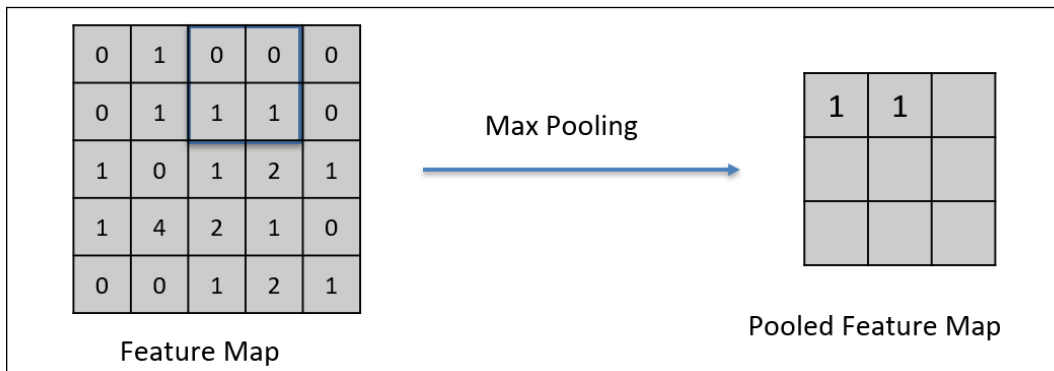 0 1 0 0 0
0 1 1 1 0
1 0 1 2 1
1 4 2 1 0
0 0 1 2 1
Feature Map
Max Pooling
1 1
Pooled Feature Map